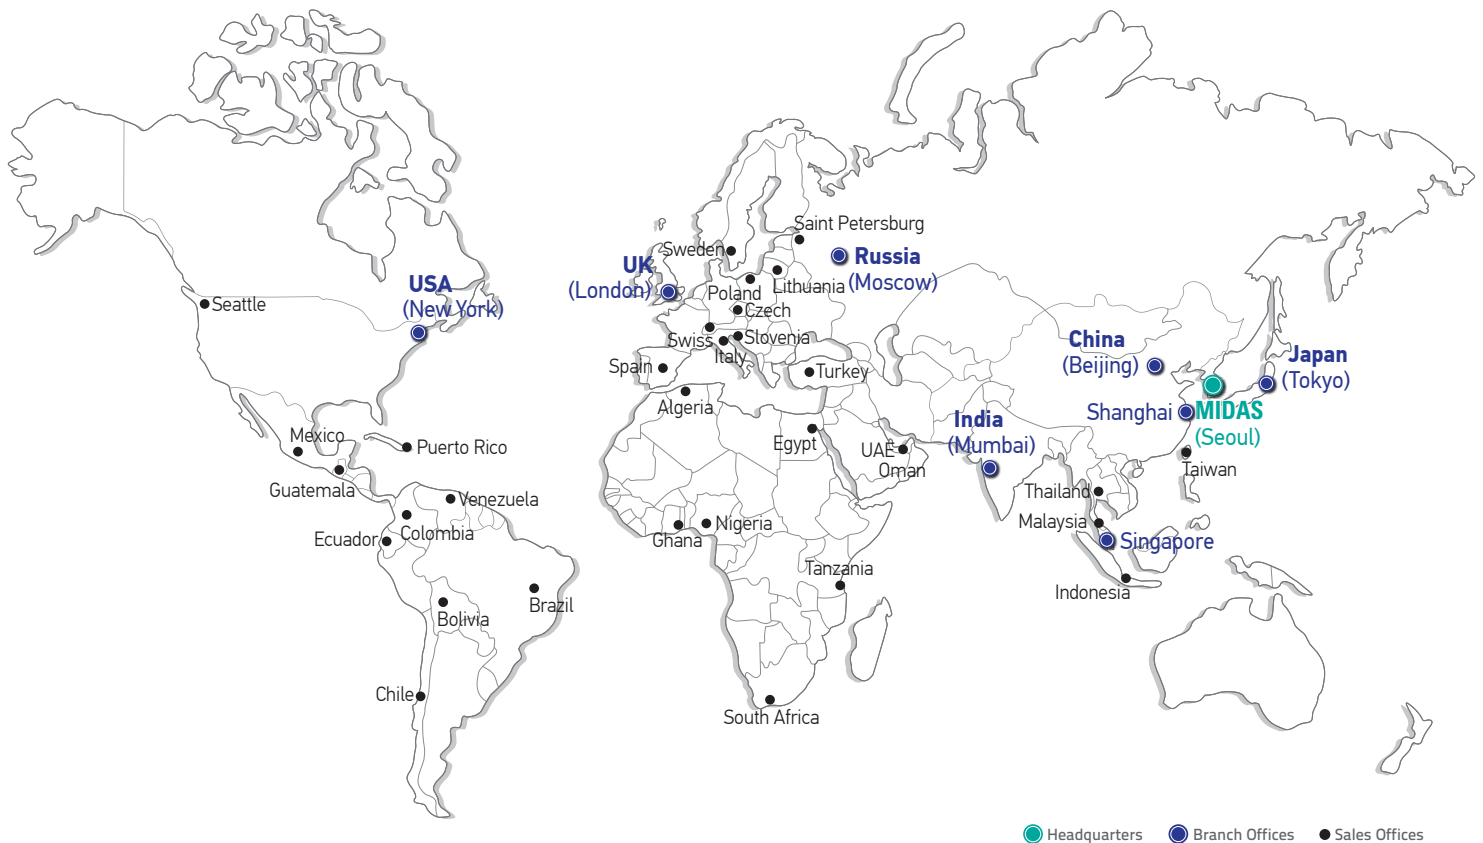 Saint Petersburg
Sweden
Russia
(Moscow)
UK
(London)
Lithuania
Poland
Czech
USA
(New York)
Seattle
Swiss
Slovenia
Italy
Spain
Turkey
China
(Beijing)
Japan
(Tokyo)
Algeria
Shanghai
MIDAS
(Seoul)
India
(Mumbai)
Mexico
Puerto Rico
Egypt
UAE
Oman
Taiwan
Guatemala
Venezuela
Thailand
Colombia
Ecuador
Nigeria
Ghana
Malaysia
Singapore
Tanzania
Indonesia
Brazil
Bolivia
Chile
South Africa
Headquarters
Branch Offices
Sales Offices